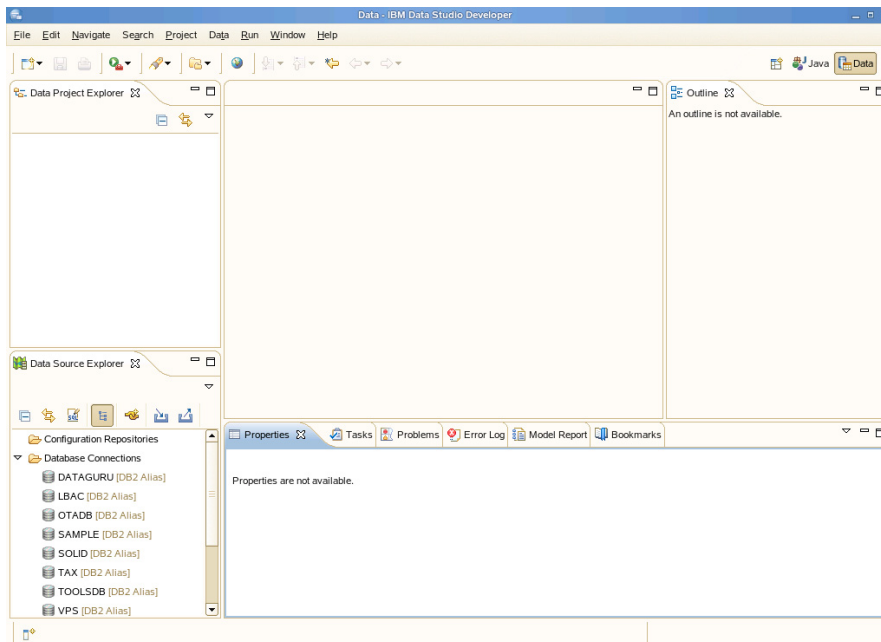 Data - IBM Data Studio Developer
File Edit Navigate Search Project Data Run Window Help
Java Data
Data Project Explorer
Outline
An outline is not available.
Data Source Explorer
SQL
Configuration Repositories
Database Connections
DATAGURU [DB2 Alias]
LBAC [DB2 Alias]
OTADB [DB2 Alias]
SAMPLE [DB2 Alias]
SOLID [DB2 Alias]
TAX [DB2 Alias]
TOOLSDB [DB2 Alias]
VPS [DB2 Alias]
Properties Tasks Problems Error Log Model Report Bookmarks
Properties are not available.